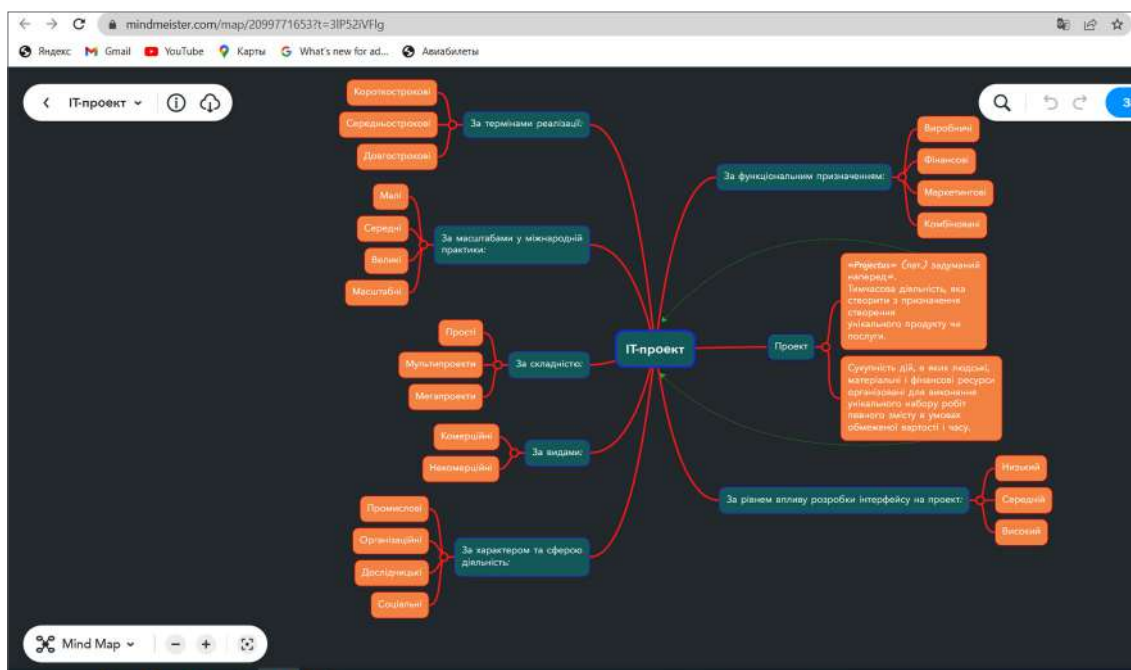 mindmeister.com/map/2099771653?t=3IP52iVFIg
Яндекс
Gmail
YouTube
Карты
What's new for ad...
Авиабилеты
IT-проект
Короткострокові
Середньострокові
Довгострокові
За термінами реалізації:
Малі
Середні
Великі
Масштабні
За масштабами у міжнародній
практики:
Прості
Мультипроекти
Мегапроекти
За складністю:
Комерційні
Некомерційні
За видами:
Промислові
Організаційні
Дослідницькі
Соціальні
За характером та сферою
діяльність:
IT-проект
За функціональним призначенням:
Виробничі
Фінансові
Маркетингові
Комбіновані
Проект
«Projectus» (лат.) задуманий
наперед».
Тимчасова діяльність, яка
створити з призначення
створення
унікального продукту чи
послуги.
Сукупність дій, в яких людські,
матеріальні і фінансові ресурси
організовані для виконання
унікального набору робіт
певного змісту в умовах
обмеженої вартості і часу.
За рівнем впливу розробки інтерфейсу на проект:
Низький
Середній
Високий
З
Mind Map